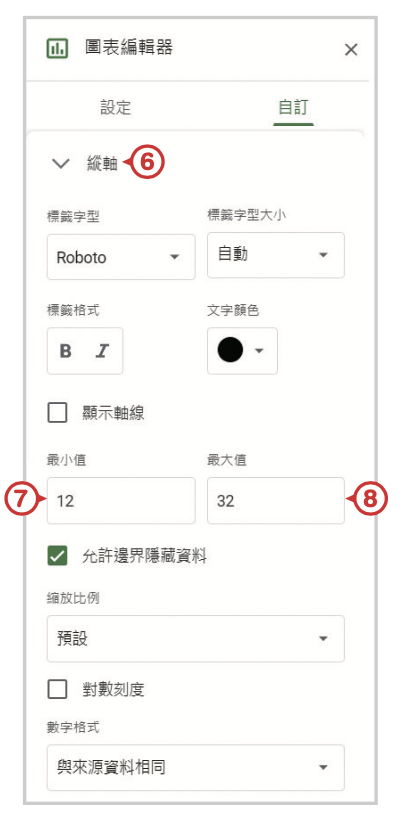 圖表編輯器
設定 自訂
縱軸 6
標籤字型 標籤字型大小
Roboto 自動
標籤格式 文字顏色
B I
顯示軸線
最小值 最大值
7 12 32 8
允許邊界隱藏資料
縮放比例
預設
對數刻度
數字格式
與來源資料相同